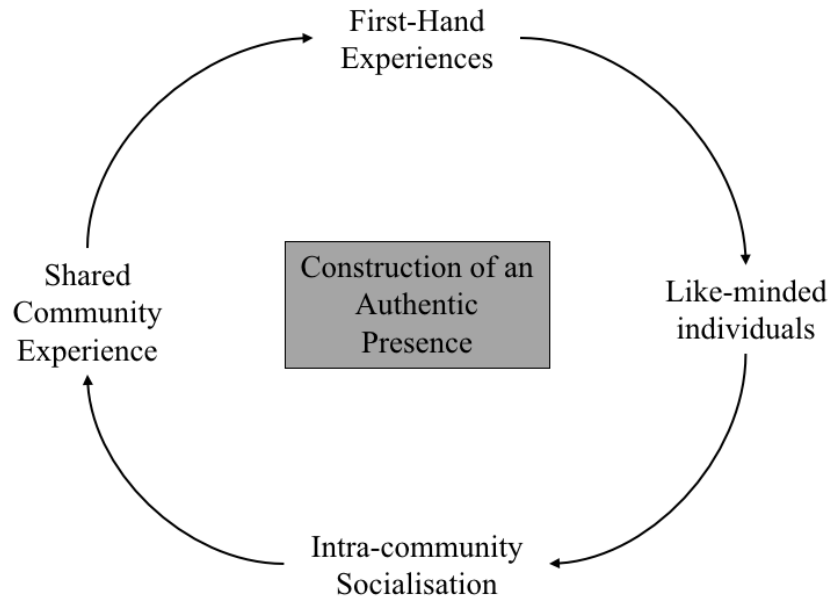 First-Hand
Experiences
Shared
Community
Experience
Construction of an
Authentic
Presence
Like-minded
individuals
Intra-community
Socialisation